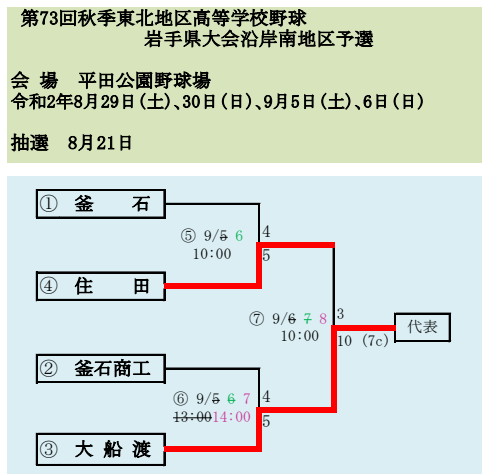 第73回秋季東北地区高等学校野球
岩手県大会沿岸南地区予選
会 場　平田公園野球場
令和2年8月29日(土)、30日(日)、9月5日(土)、6日(日)
抽選　8月21日
① 釜 石
4
⑤ 9/5 6
10:00
5
④ 住 田
⑦ 9/6 7 8
10:00
3
代表
10 (7c)
② 釜石商工
⑥ 9/5 6 7
4
13:0014:00
5
③ 大船渡